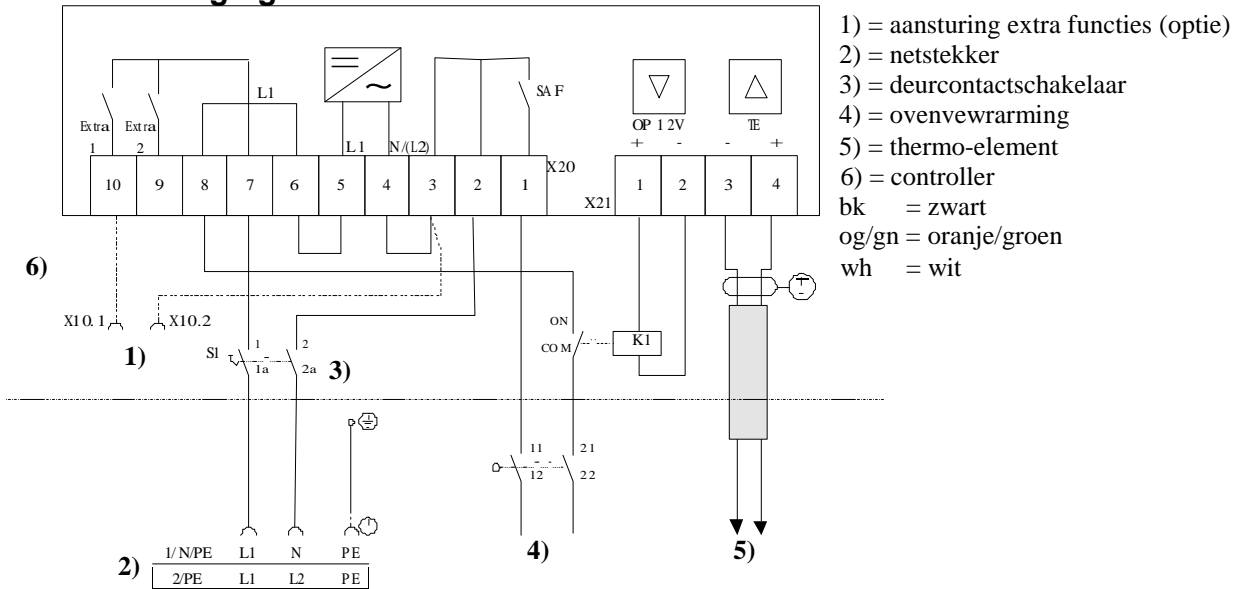 L1
SAF
Extra
Extra
1
2
L1
N/(L2)
X20
OP 12V
TE
+ - - +
10 9 8 7 6 5 4 3 2 1
X21
1 2 3 4
6)
X10.1
X10.2
1)
S1
1
1a
2
2a
3)
ON
COM
K1
11
12
21
22
4)
5)
2)
1/N/PE L1 N PE
2/PE L1 L2 PE
1) = aansturing extra functies (optie)
2) = netstekker
3) = deurcontactschakelaar
4) = ovenvewrarming
5) = thermo-element
6) = controller
bk = zwart
og/gn = oranje/groen
wh = wit